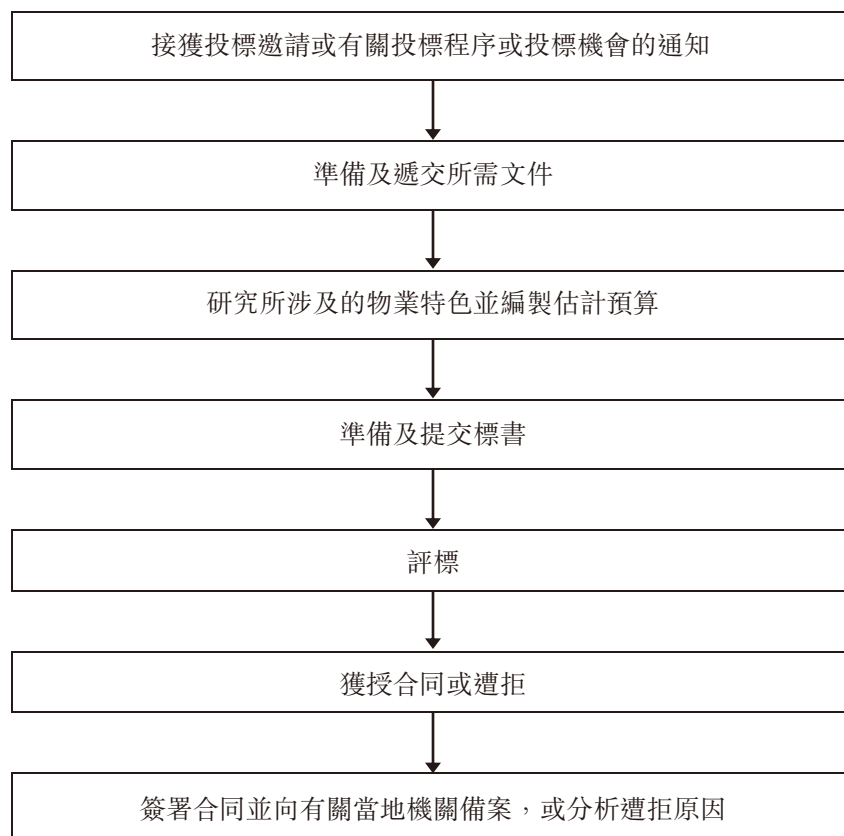 接獲投標邀請或有關投標程序或投標機會的通知
準備及遞交所需文件
研究所涉及的物業特色並編製估計預算
準備及提交標書
評標
獲授合同或遭拒
簽署合同並向有關當地機關備案，或分析遭拒原因